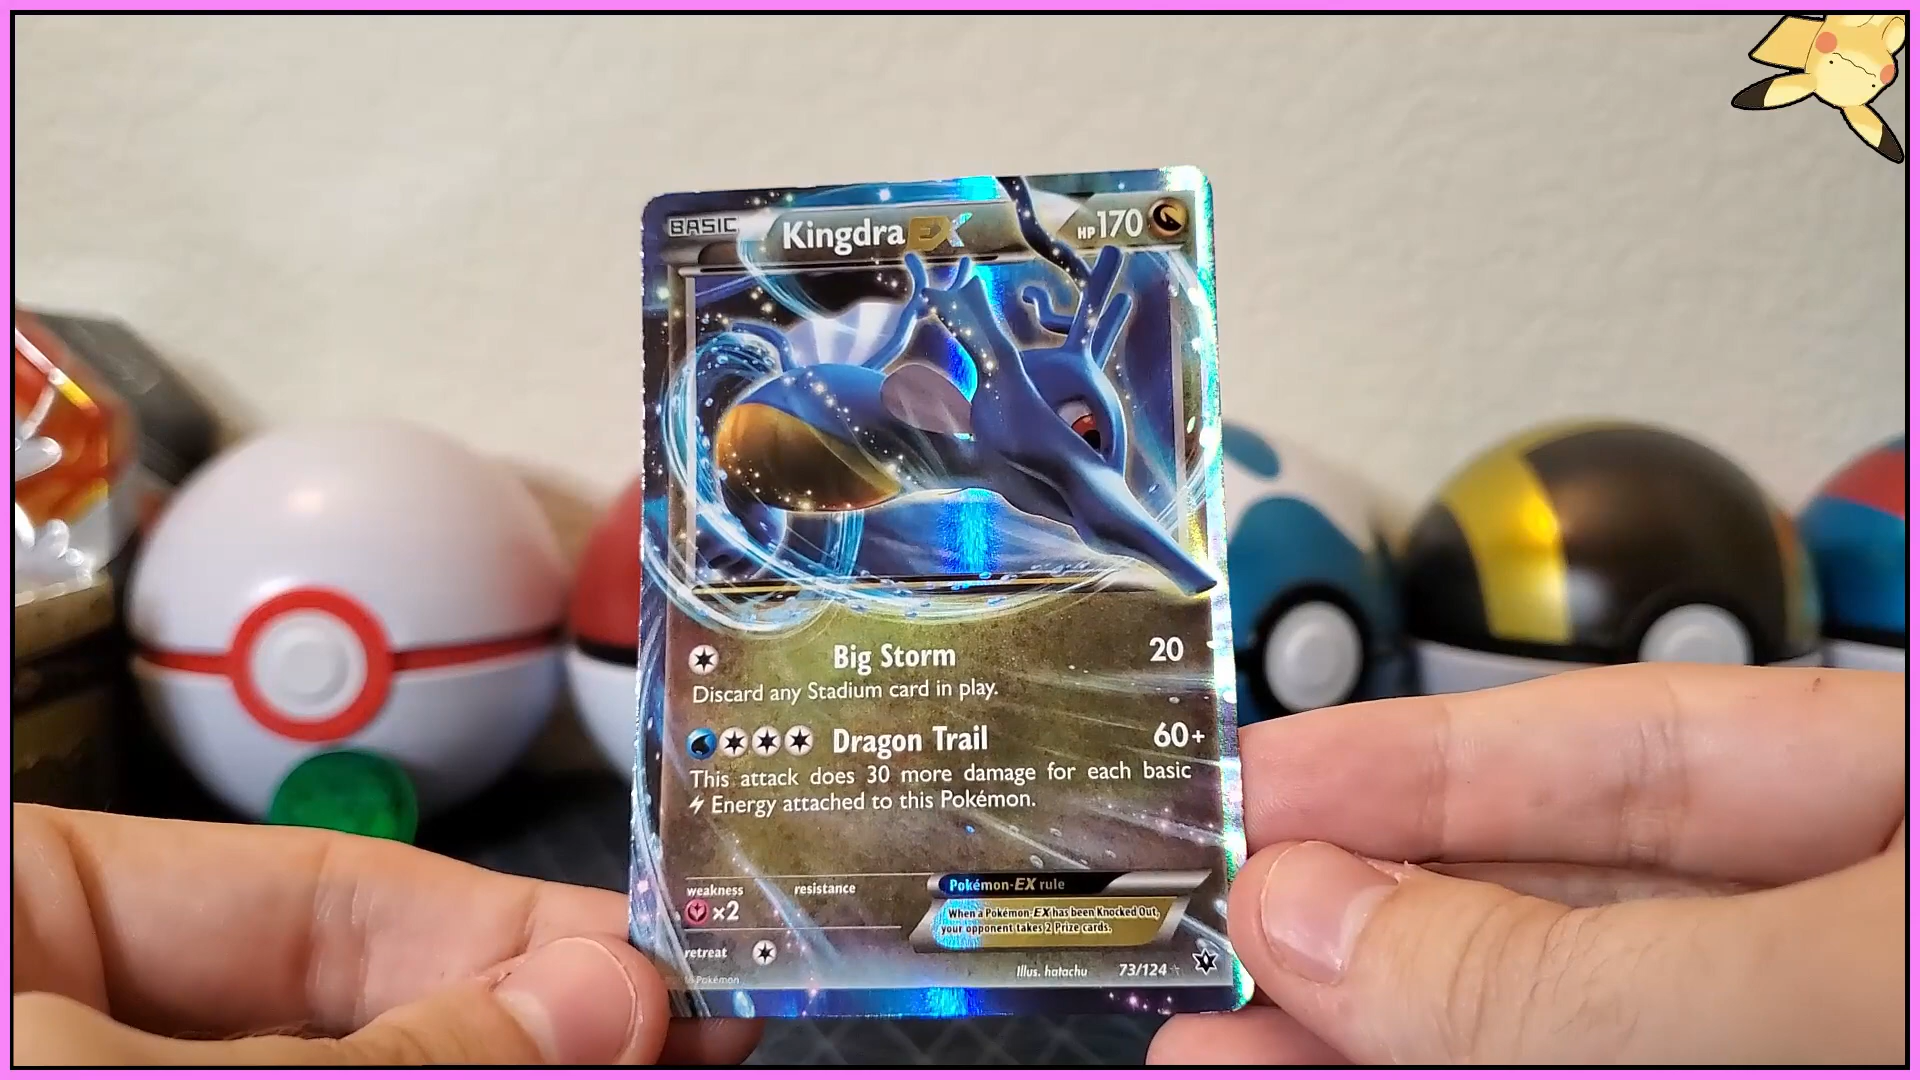 BASIC Kingdra EX HP 170
Big Storm 20
Discard any Stadium card in play.
Dragon Trail 60+
This attack does 30 more damage for each basic
Energy attached to this Pokémon.
weakness resistance
×2
retreat
Pokémon-EX rule
When a Pokémon-EX has been Knocked Out,
your opponent takes 2 Prize cards.
Illus. hatachu 73/124
Pokémon